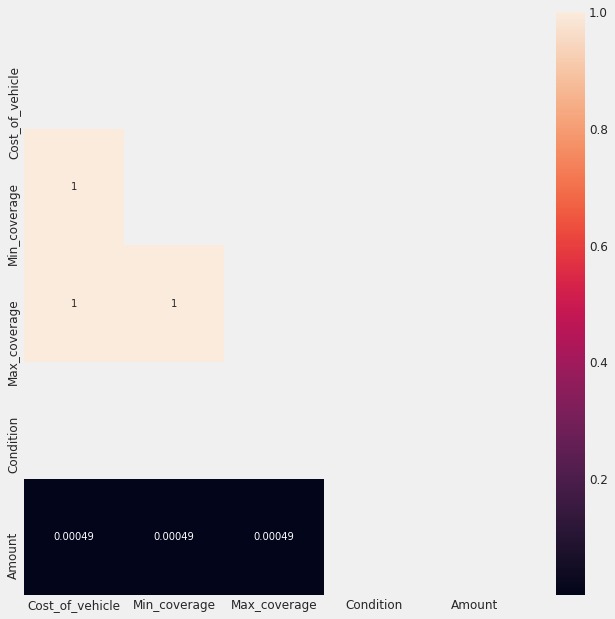 1.0
Cost_of_vehicle
0.8
1
Min_coverage
0.6
1 1
Max_coverage
0.4
Condition
0.2
0.00049 0.00049 0.00049
Amount
Cost_of_vehicle Min_coverage Max_coverage Condition Amount